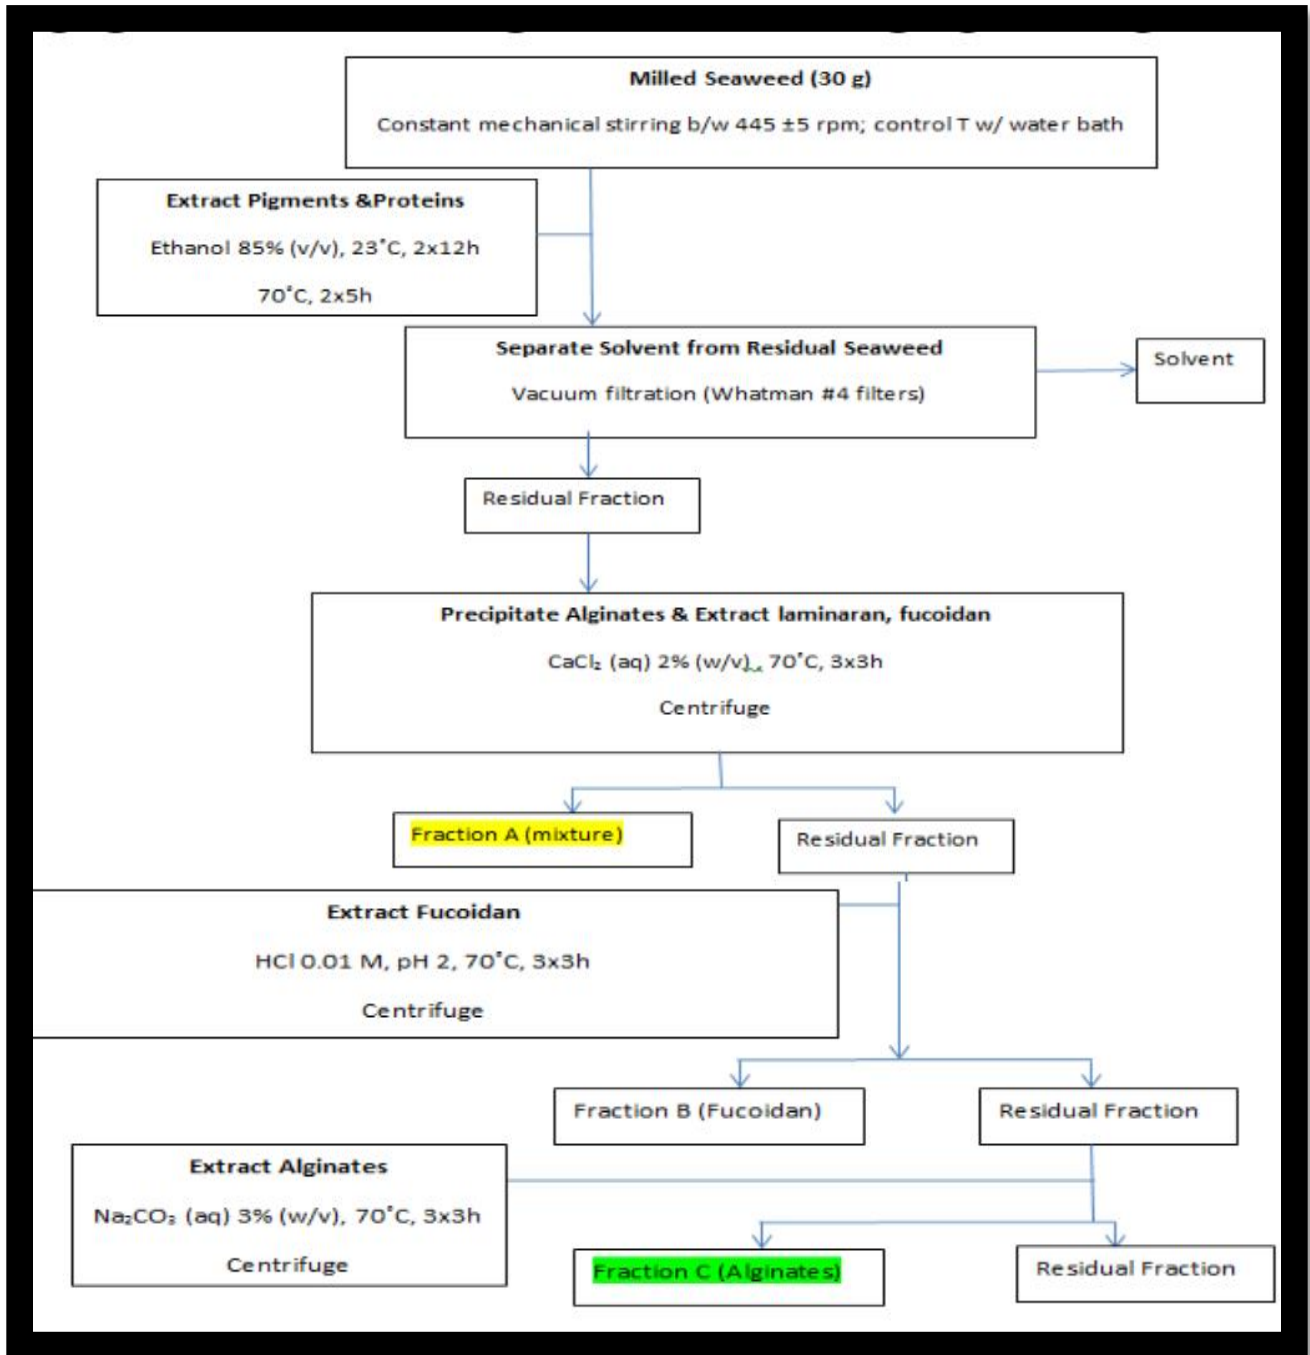 Milled Seaweed (30 g)
Constant mechanical stirring b/w 445 ±5 rpm; control T w/ water bath
Extract Pigments &Proteins
Ethanol 85% (v/v), 23˚C, 2x12h
70˚C, 2x5h
Separate Solvent from Residual Seaweed
Vacuum filtration (Whatman #4 filters)
Solvent
Residual Fraction
Precipitate Alginates & Extract laminaran, fucoidan
CaCl₂ (aq) 2% (w/v), 70˚C, 3x3h
Centrifuge
Fraction A (mixture)
Residual Fraction
Extract Fucoidan
HCl 0.01 M, pH 2, 70˚C, 3x3h
Centrifuge
Fraction B (Fucoidan)
Residual Fraction
Extract Alginates
Na₂CO₃ (aq) 3% (w/v), 70˚C, 3x3h
Centrifuge
Fraction C (Alginates)
Residual Fraction